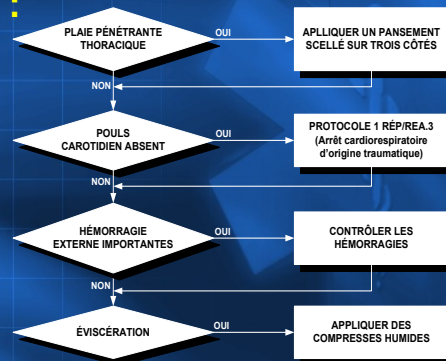 PLAIE PÉNÉTRANTE
THORACIQUE
OUI
APLLIQUER UN PANSEMENT
SCELLÉ SUR TROIS CÔTÉS
NON
POULS
CAROTIDIEN ABSENT
OUI
PROTOCOLE 1 RÉP/REA.3
(Arrêt cardiorespiratoire
d'origine traumatique)
NON
HÉMORRAGIE
EXTERNE IMPORTANTES
OUI
CONTRÔLER LES
HÉMORRAGIES
NON
ÉVISCÉRATION
OUI
APPLIQUER DES
COMPRESSES HUMIDES